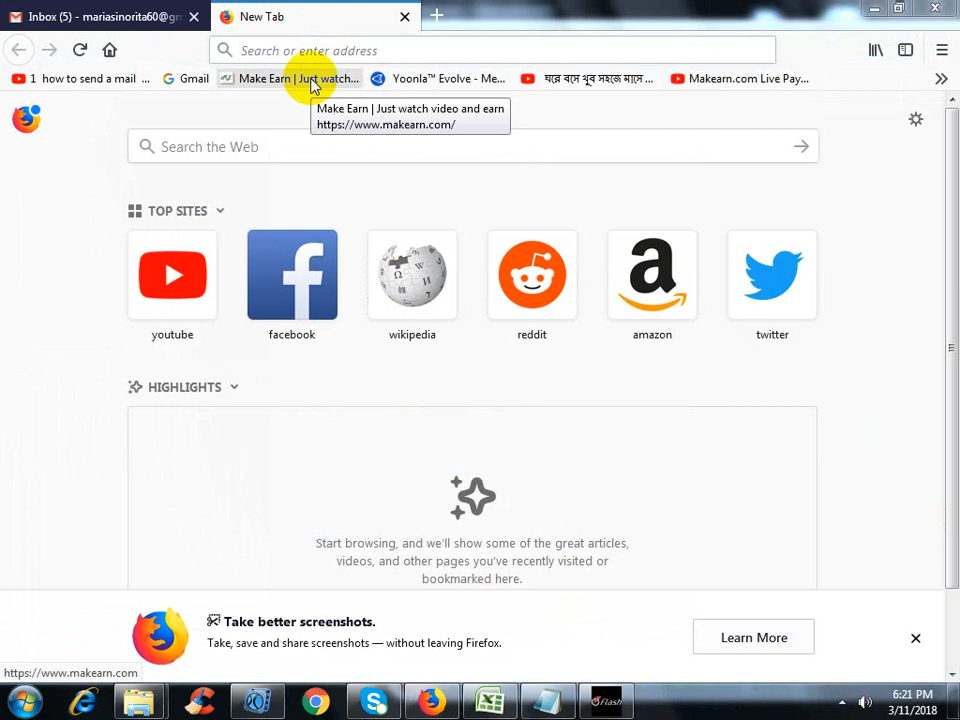 Inbox (5) - mariasinorita60@gm
New Tab
Search or enter address
1 how to send a mail ...
Gmail
Make Earn | Just watch...
Yoonla™ Evolve - Me...
ঘরে বসে খুব সহজে মাসে ...
Makearn.com Live Pay...
Make Earn | Just watch video and earn
https://www.makearn.com/
Search the Web
TOP SITES
youtube
facebook
wikipedia
reddit
amazon
twitter
HIGHLIGHTS
Start browsing, and we'll show some of the great articles,
videos, and other pages you've recently visited or
bookmarked here.
Take better screenshots.
Take, save and share screenshots — without leaving Firefox.
Learn More
https://www.makearn.com
flash
6:21 PM
3/11/2018